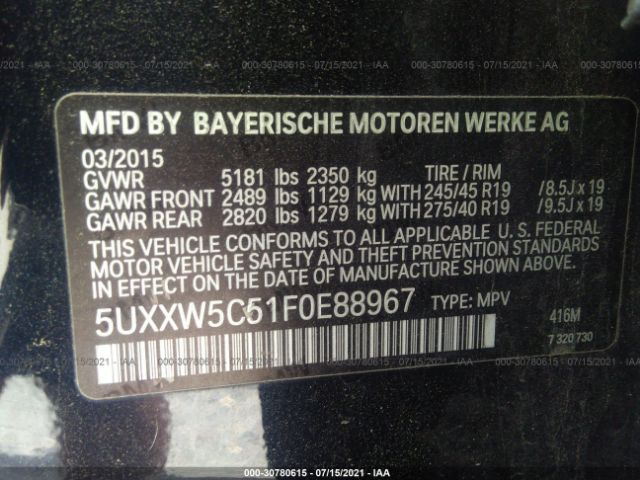 000-30780615 - 07/15/2021 - IAA
MFD BY BAYERISCHE MOTOREN WERKE AG
03/2015
GVWR 5181 lbs 2350 kg TIRE / RIM
GAWR FRONT 2489 lbs 1129 kg WITH 245/45 R19 /8.5J x 19
GAWR REAR 2820 lbs 1279 kg WITH 275/40 R19 /9.5J x 19
THIS VEHICLE CONFORMS TO ALL APPLICABLE U. S. FEDERAL
MOTOR VEHICLE SAFETY AND THEFT PREVENTION STANDARDS
IN EFFECT ON THE DATE OF MANUFACTURE SHOWN ABOVE.
5UXXW5C51F0E88967 TYPE: MPV 416M
7 320 730
000-30780615 - 07/15/2021 - IAA
000-30780615 - 07/15/2021 - IAA